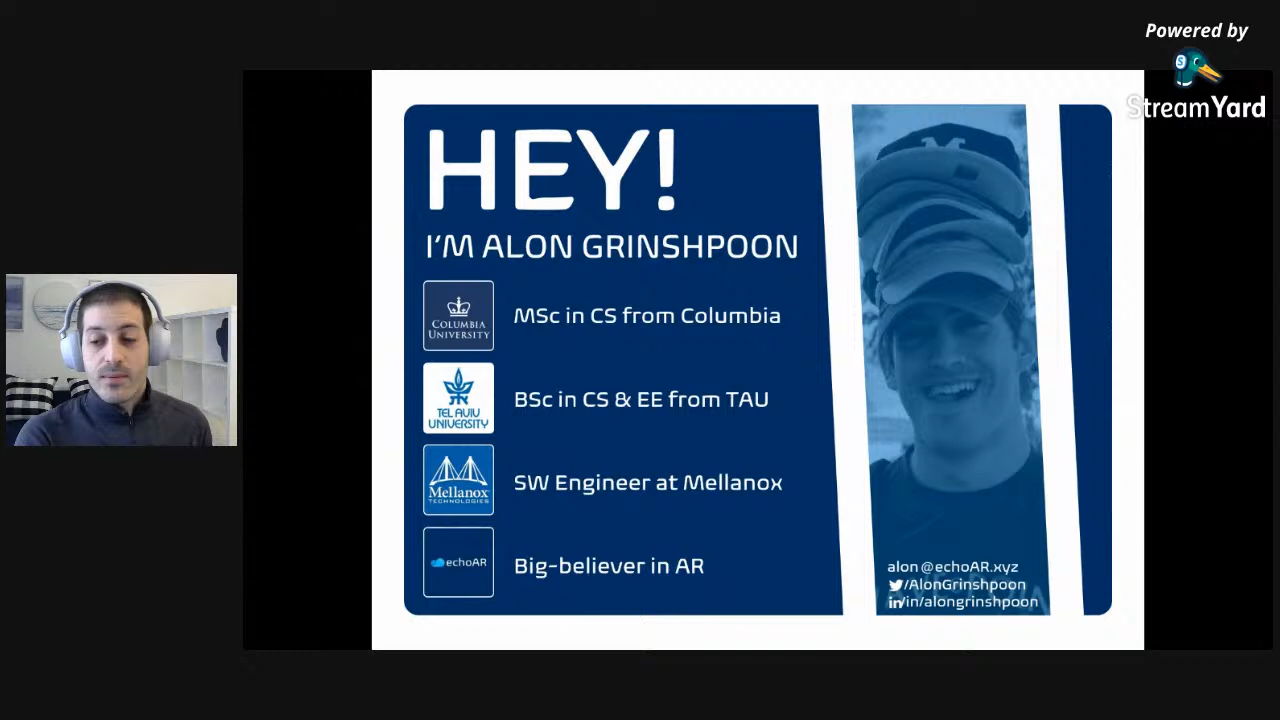 Powered by
StreamYard
HEY!
I'M ALON GRINSHPOON
COLUMBIA
UNIVERSITY
MSc in CS from Columbia
TEL AVIV
UNIVERSITY
BSc in CS & EE from TAU
Mellanox
TECHNOLOGIES
SW Engineer at Mellanox
echoAR
Big-believer in AR
M
alon@echoAR.xyz
/AlonGrinshpoon
in/in/alongrinshpoon